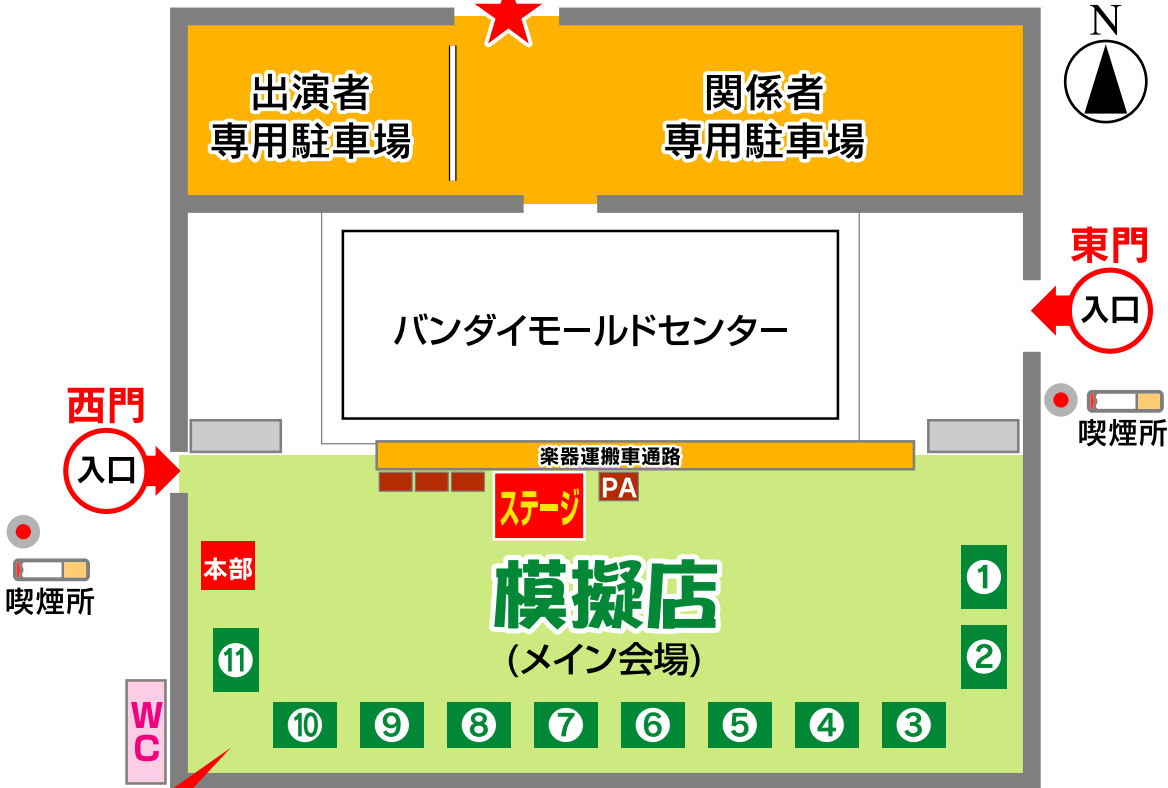 N
出演者
専用駐車場
関係者
専用駐車場
東門
入口
バンダイモールドセンター
西門
入口
喫煙所
楽器運搬車通路
ステージ
PA
本部
喫煙所
模擬店
(メイン会場)
1
2
11
WC
10
9
8
7
6
5
4
3